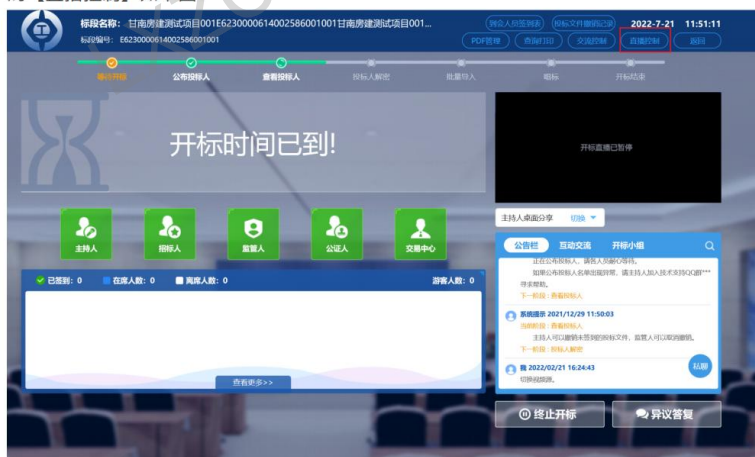 标段名称: 甘南房建测试项目001E6230000614002586001001甘南房建测试项目001...
标段编号: E6230000614002586001001
到会人员签到表 投标文件撤销记录 2022-7-21 11:51:11
PDF管理 查询打印 交流控制 直播控制 返回
公布投标人 查看投标人 投标人解密 批量导入 唱标 开标结束
开标时间已到!
开标直播已暂停
主持人桌面分享 切换
主持人 招标人 监管人 公证人 交易中心
公告栏 互动交流 开标小组
已签到: 0 在席人数: 0 离席人数: 0 游客人数: 0
正在公布投标人, 请各人员耐心等待。
如果公布投标人名单出现异常, 请主持人加入技术支持QQ群***
寻求帮助。
下一阶段: 查看投标人
系统提示 2021/12/29 11:50:03
当前阶段: 查看投标人
主持人可以撤销未签到的投标文件, 监管人可以取消撤销。
下一阶段: 投标人解密
我 2022/02/21 16:24:43
切换视频源。
私聊
查看更多>>
终止开标 异议答复